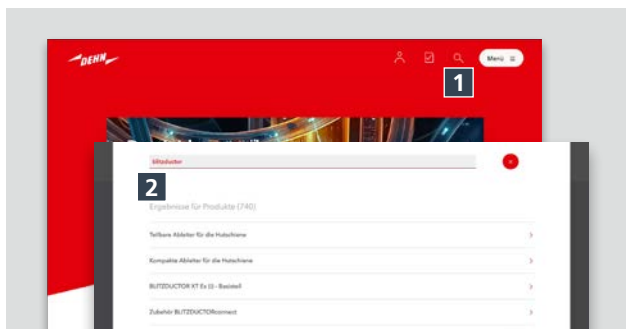 DEHN
Menü
1
blitzductor
2
Ergebnisse für Produkte (740)
Teilbare Ableiter für die Hutschiene
Kompakte Ableiter für die Hutschiene
BLITZDUCTOR XT Ex (i) - Basisteil
Zubehör BLITZDUCTORconnect